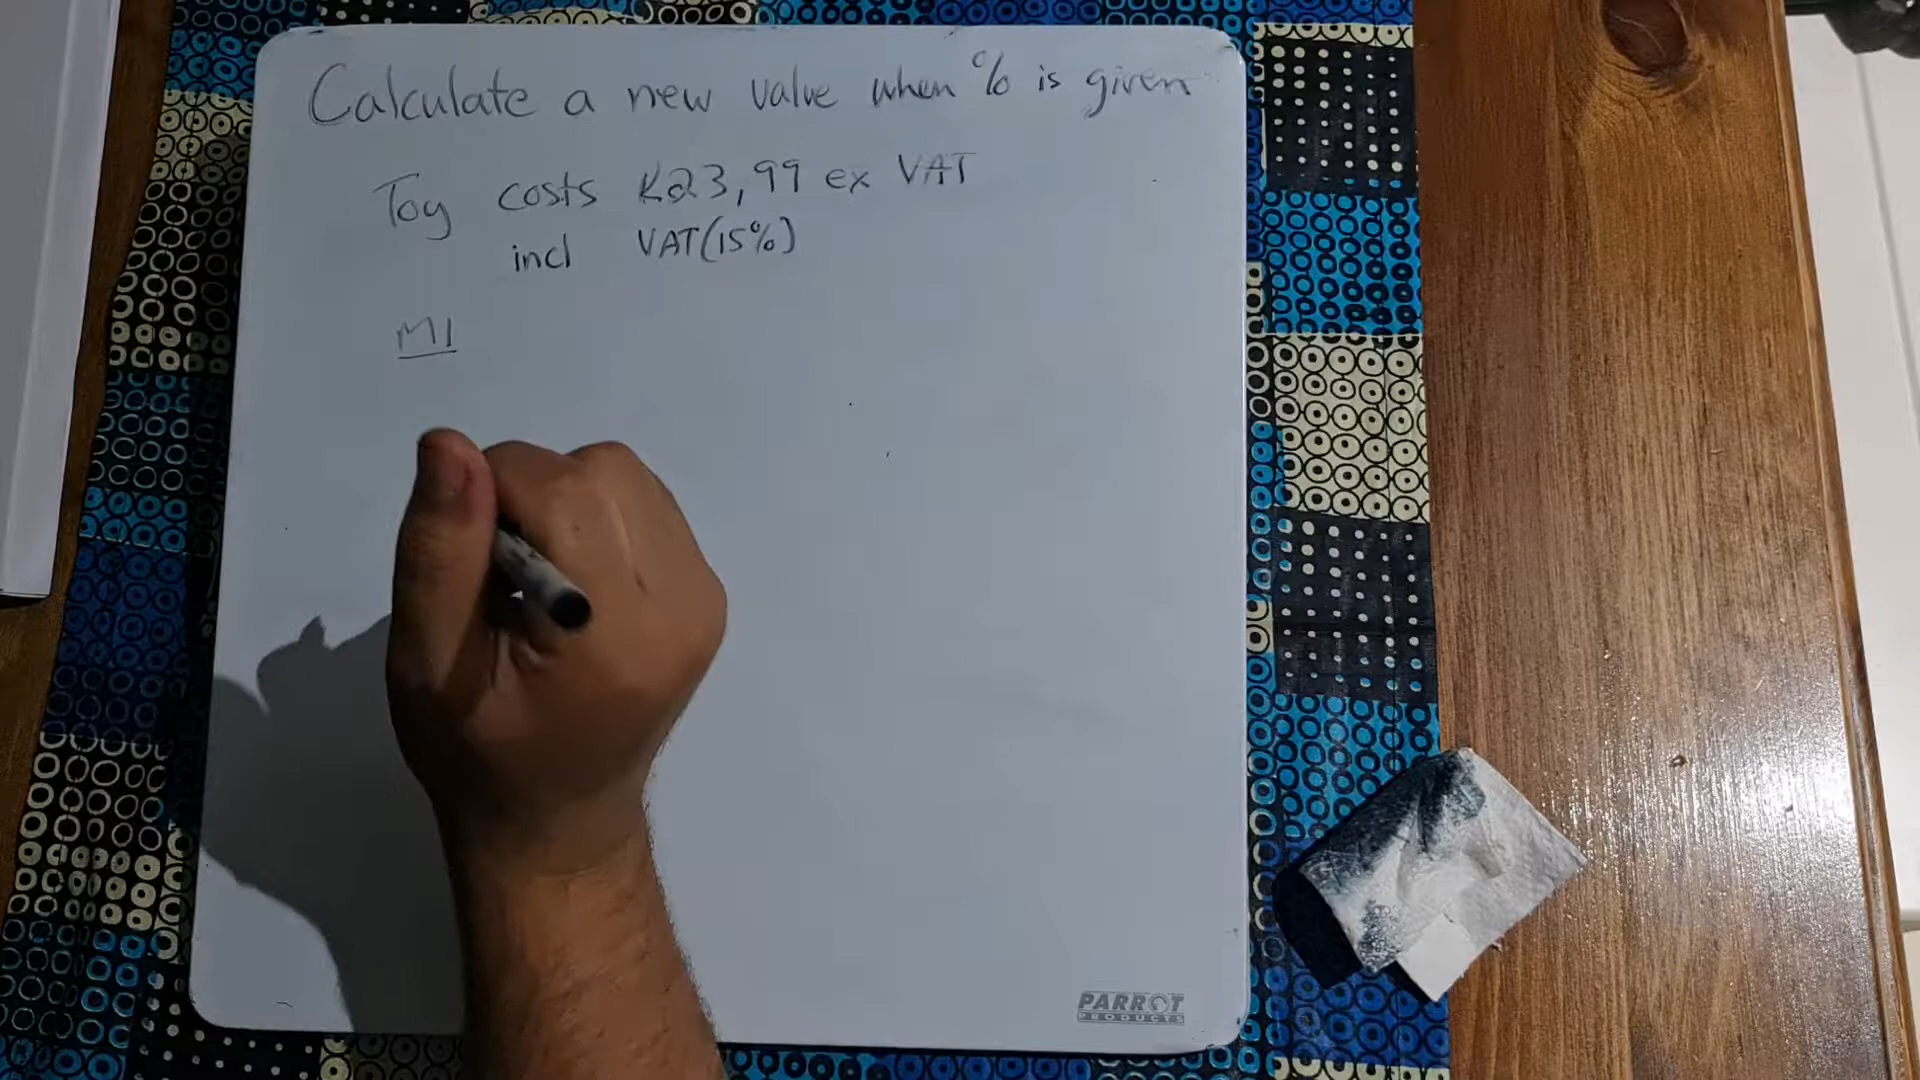 Calculate a new value when % is given
Toy costs R23,99 ex VAT
incl VAT(15%)
M1
PARROT
PRODUCTS